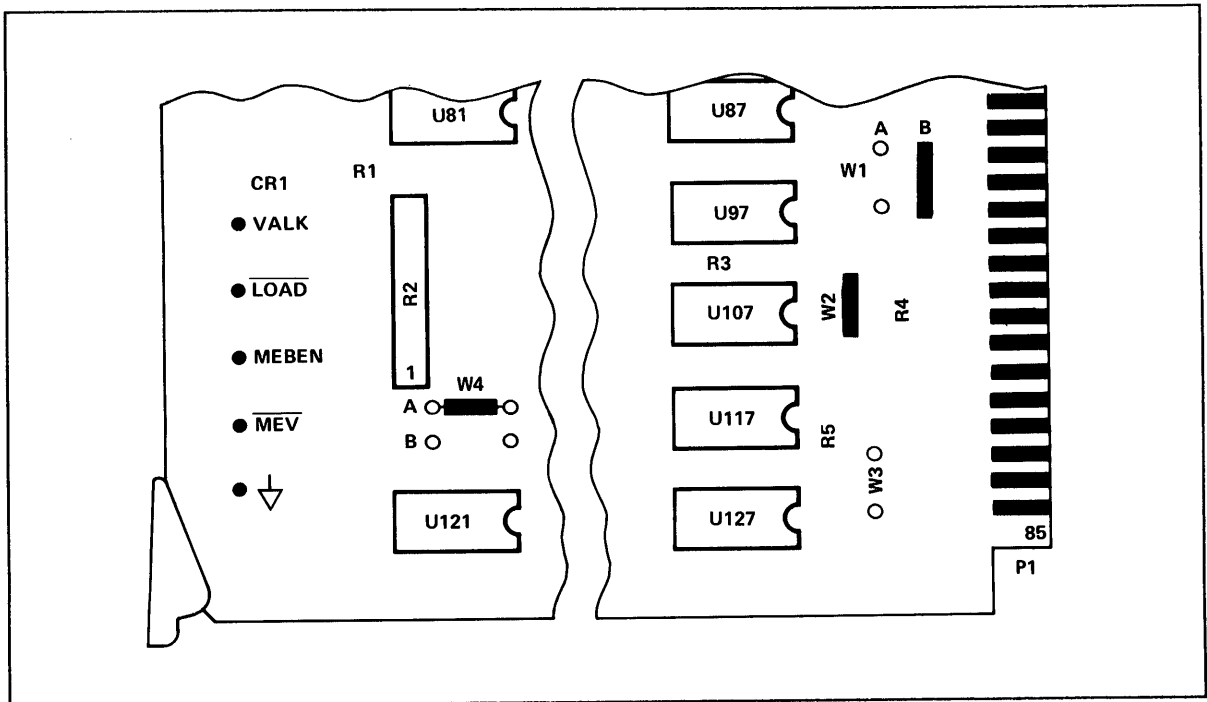 U81
U87
A B
W1
R1
CR1
VALK
U97
R3
LOAD
R2
U107
W2
R4
MEBEN
1
W4
A
MEV
U117
R5
B
W3
U121
U127
85
P1